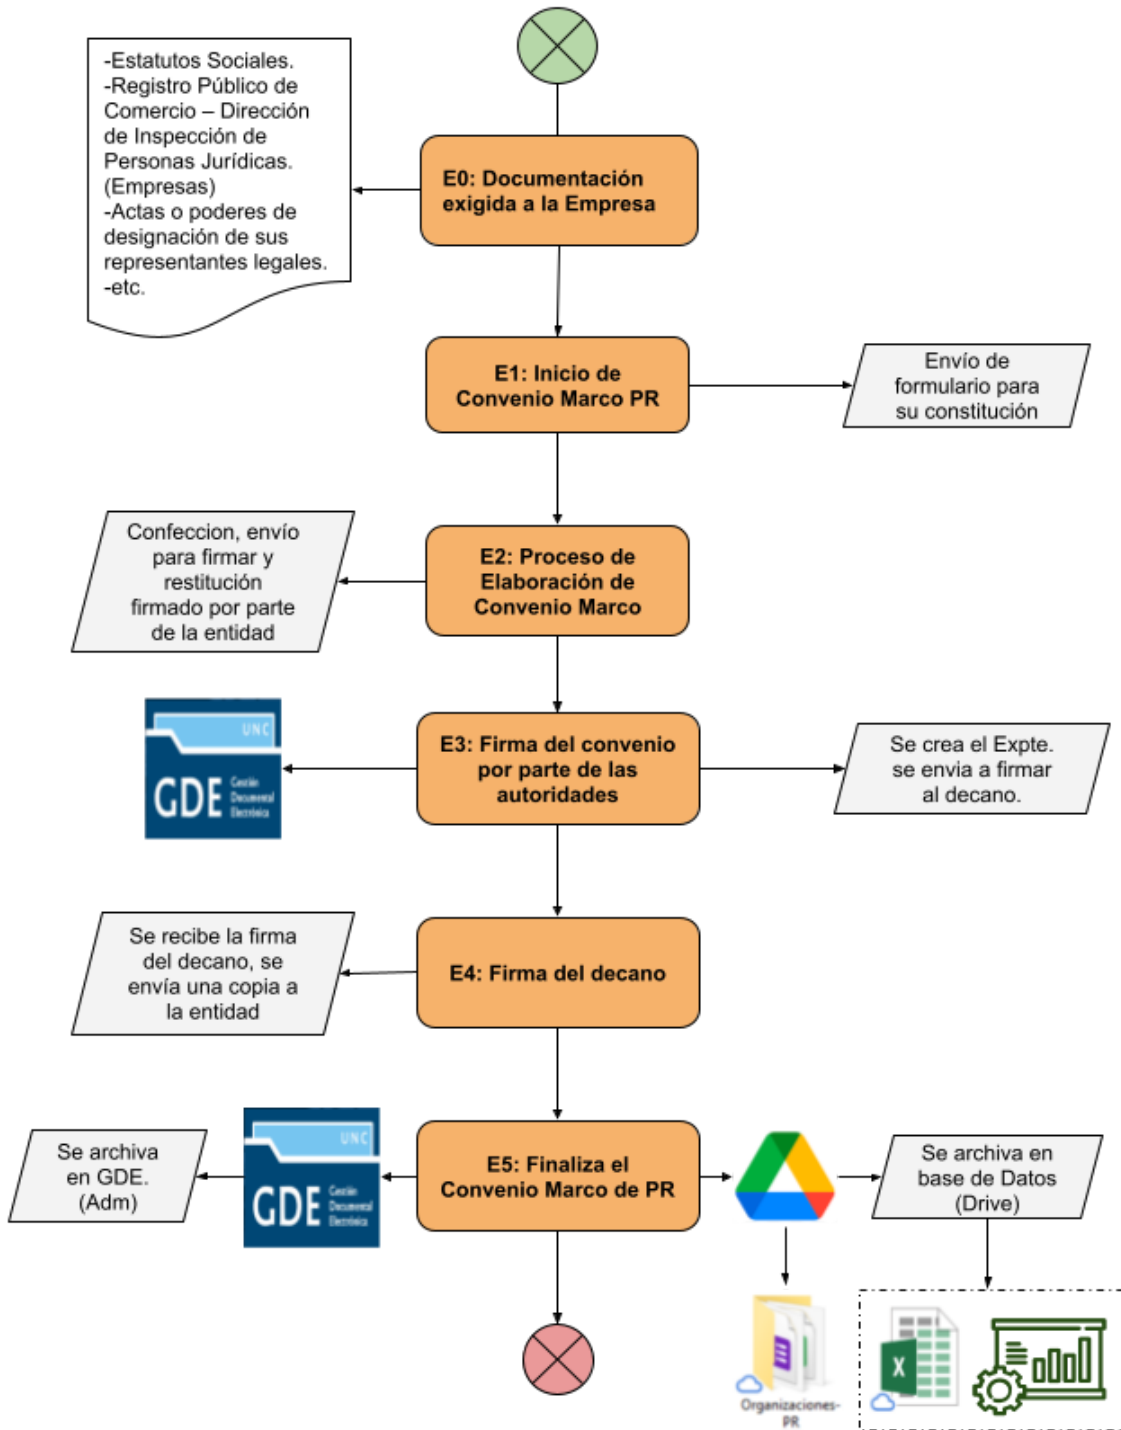 -Estatutos Sociales.
-Registro Público de
Comercio – Dirección
de Inspección de
Personas Jurídicas.
(Empresas)
-Actas o poderes de
designación de sus
representantes legales.
-etc.
E0: Documentación
exigida a la Empresa
E1: Inicio de
Convenio Marco PR
Envío de
formulario para
su constitución
Confeccion, envío
para firmar y
restitución
firmado por parte
de la entidad
E2: Proceso de
Elaboración de
Convenio Marco
UNC
GDE
Gestión
Documental
Electrónica
E3: Firma del convenio
por parte de las
autoridades
Se crea el Expte.
se envia a firmar
al decano.
Se recibe la firma
del decano, se
envía una copia a
la entidad
E4: Firma del decano
Se archiva
en GDE.
(Adm)
UNC
GDE
Gestión
Documental
Electrónica
E5: Finaliza el
Convenio Marco de PR
Se archiva en
base de Datos
(Drive)
Organizaciones-
PR
X